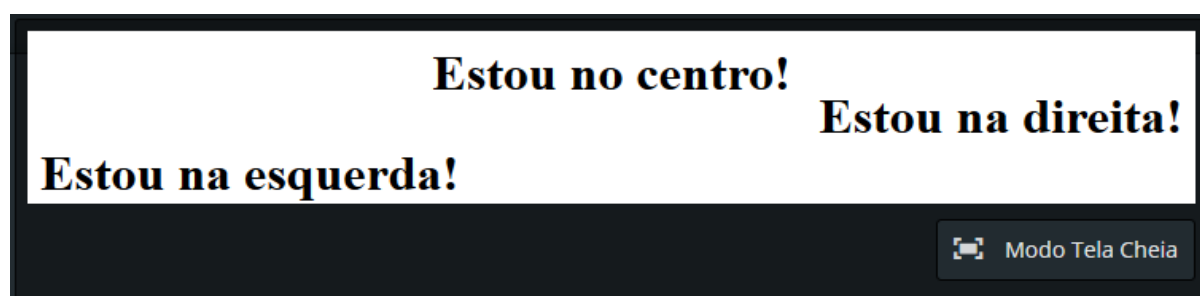 Estou no centro!
Estou na direita!
Estou na esquerda!
Modo Tela Cheia